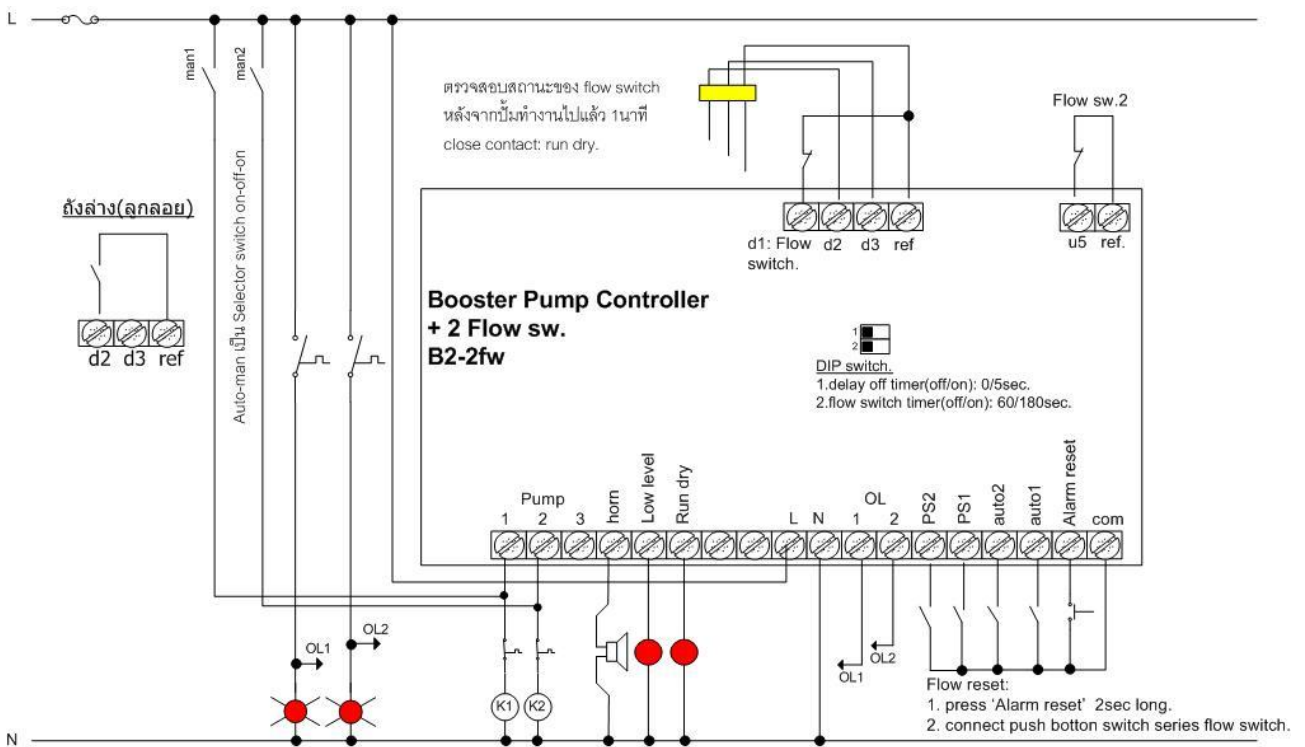 L
man1
man2
ตรวจสอบสถานะของ flow switch
หลังจากปั้มทำงานไปแล้ว 1นาที
close contact: run dry.
Flow sw.2
ถังล่าง(ลูกลอย)
d2 d3 ref
Auto-man เป็น Selector switch on-off-on
d1: Flow switch.
d2 d3 ref
u5 ref.
Booster Pump Controller
+ 2 Flow sw.
B2-2fw
1
2
DIP switch.
1.delay off timer(off/on): 0/5sec.
2.flow switch timer(off/on): 60/180sec.
Pump
1 2 3
horn
Low level
Run dry
L N
OL
1 2
PS2
PS1
auto2
auto1
Alarm reset
com
OL1
OL2
OL1
OL2
K1
K2
Flow reset:
1. press 'Alarm reset' 2sec long.
2. connect push botton switch series flow switch.
N